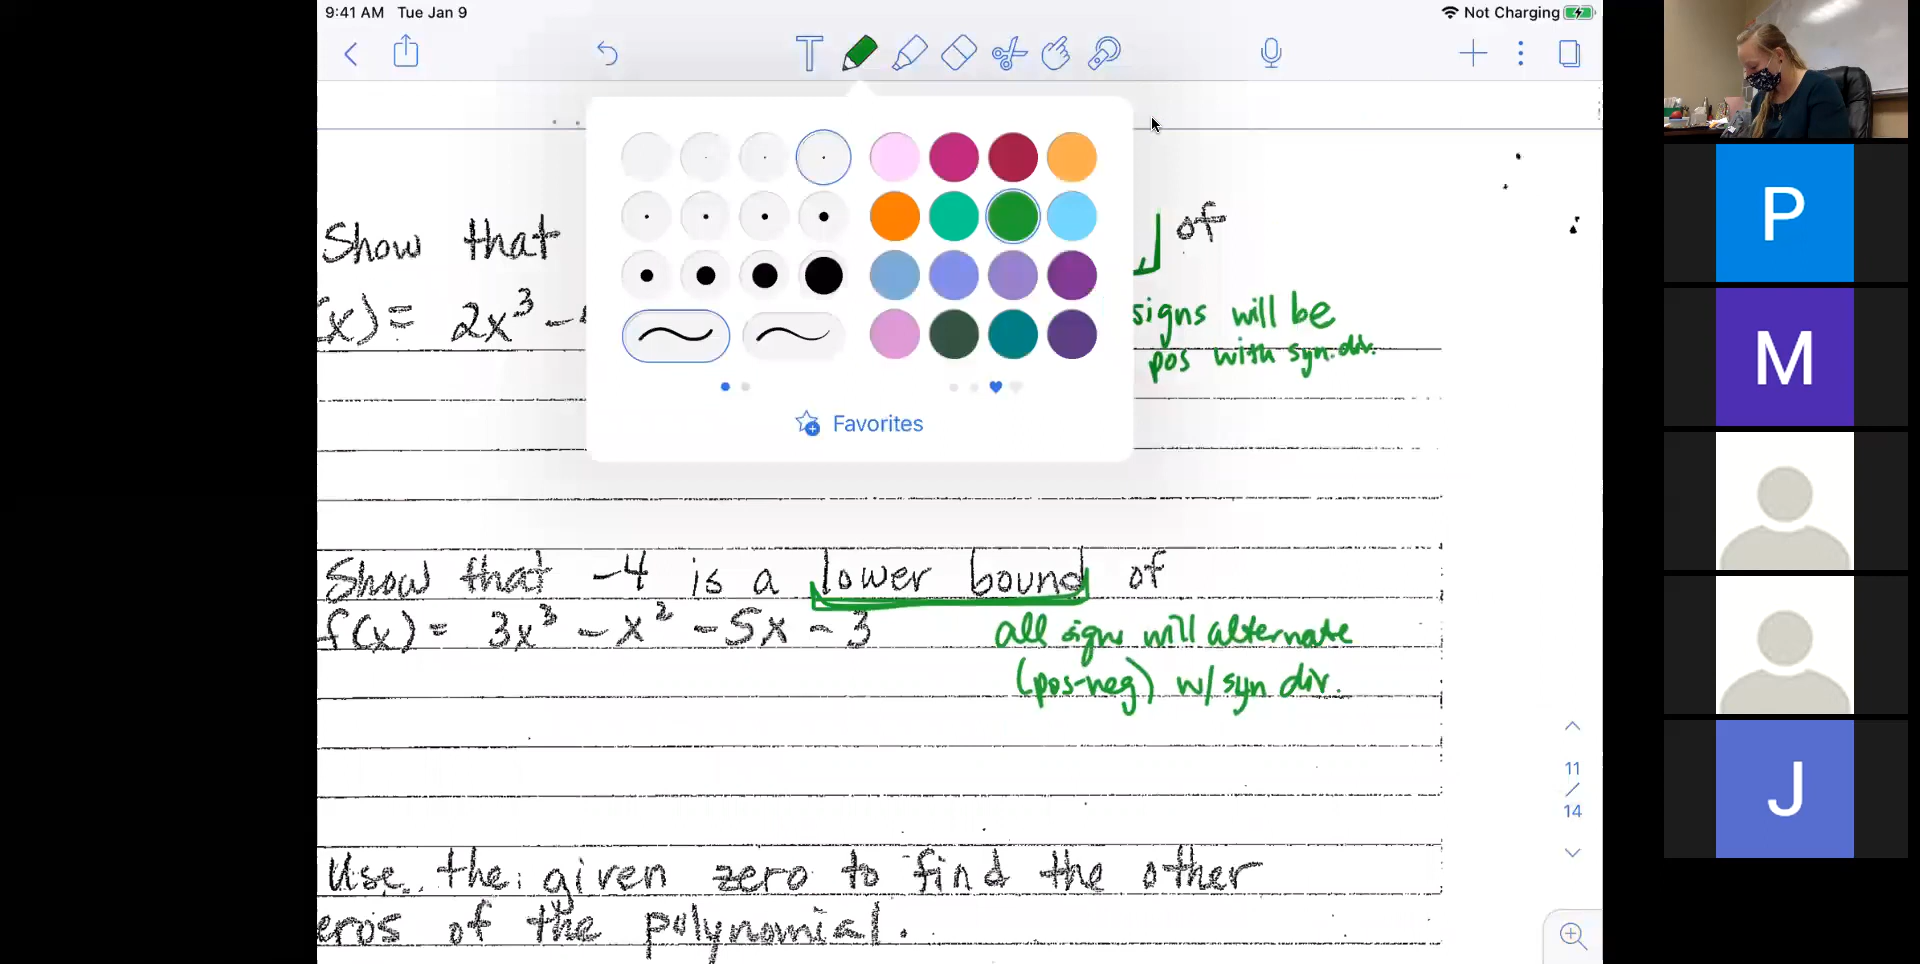 9:41 AM Tue Jan 9
Not Charging
T
Show that
of
(x) = 2x³ -
signs will be
pos with syn. div.
Favorites
Show that -4 is a lower bound of
f(x) = 3x³ - x² - 5x - 3
all signs will alternate
(pos-neg) w/ syn div.
11
/
14
Use the given zero to find the other
eros of the polynomial.
P
M
J